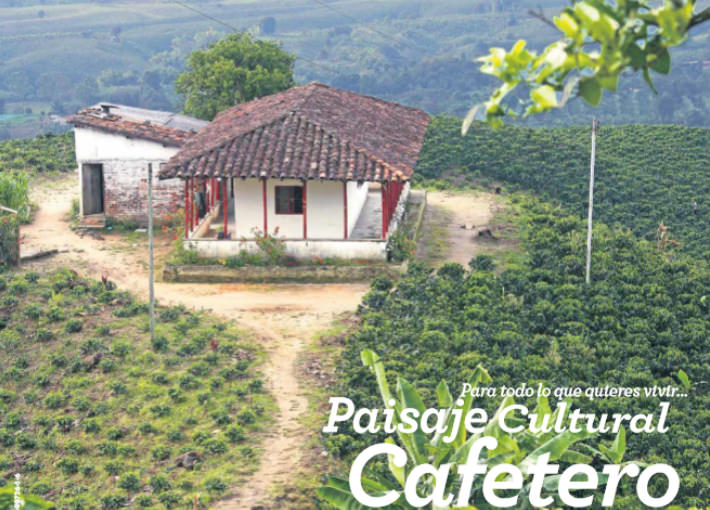 Para todo lo que quieres vivir...
Paisaje Cultural
Cafetero